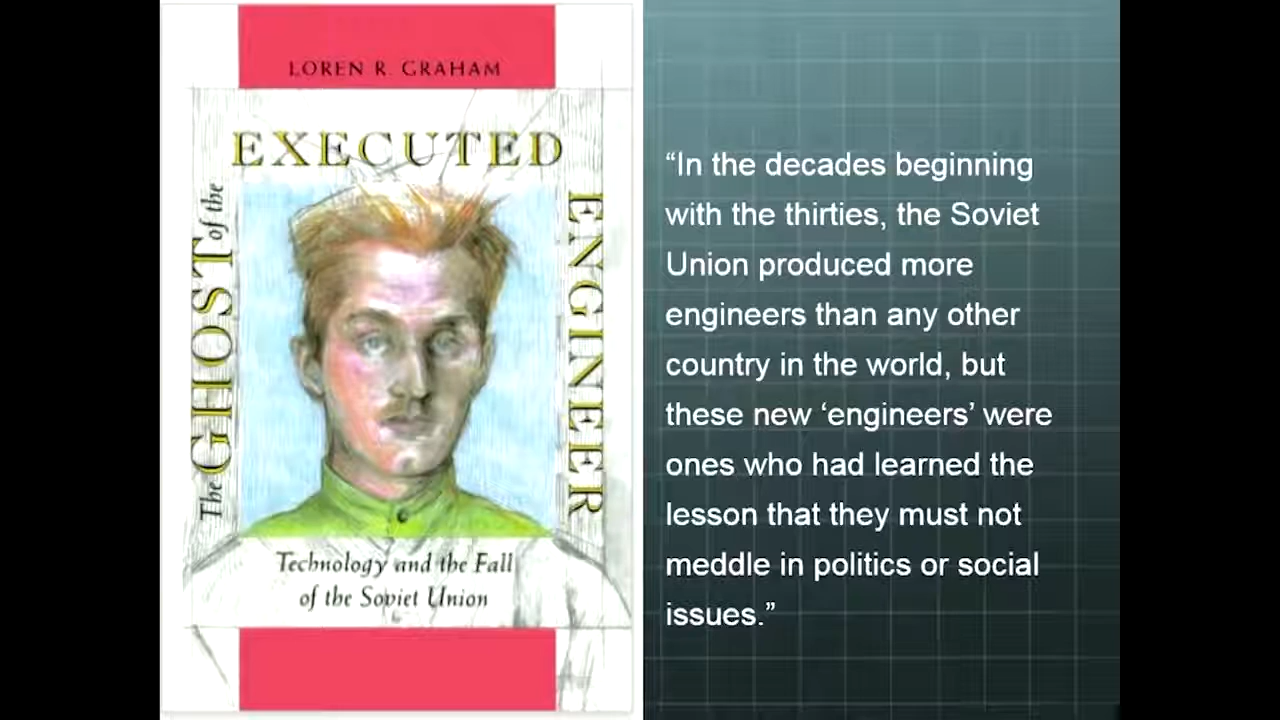 LOREN R. GRAHAM
The GHOST of the
EXECUTED
ENGINEER
Technology and the Fall
of the Soviet Union
“In the decades beginning
with the thirties, the Soviet
Union produced more
engineers than any other
country in the world, but
these new ‘engineers’ were
ones who had learned the
lesson that they must not
meddle in politics or social
issues.”